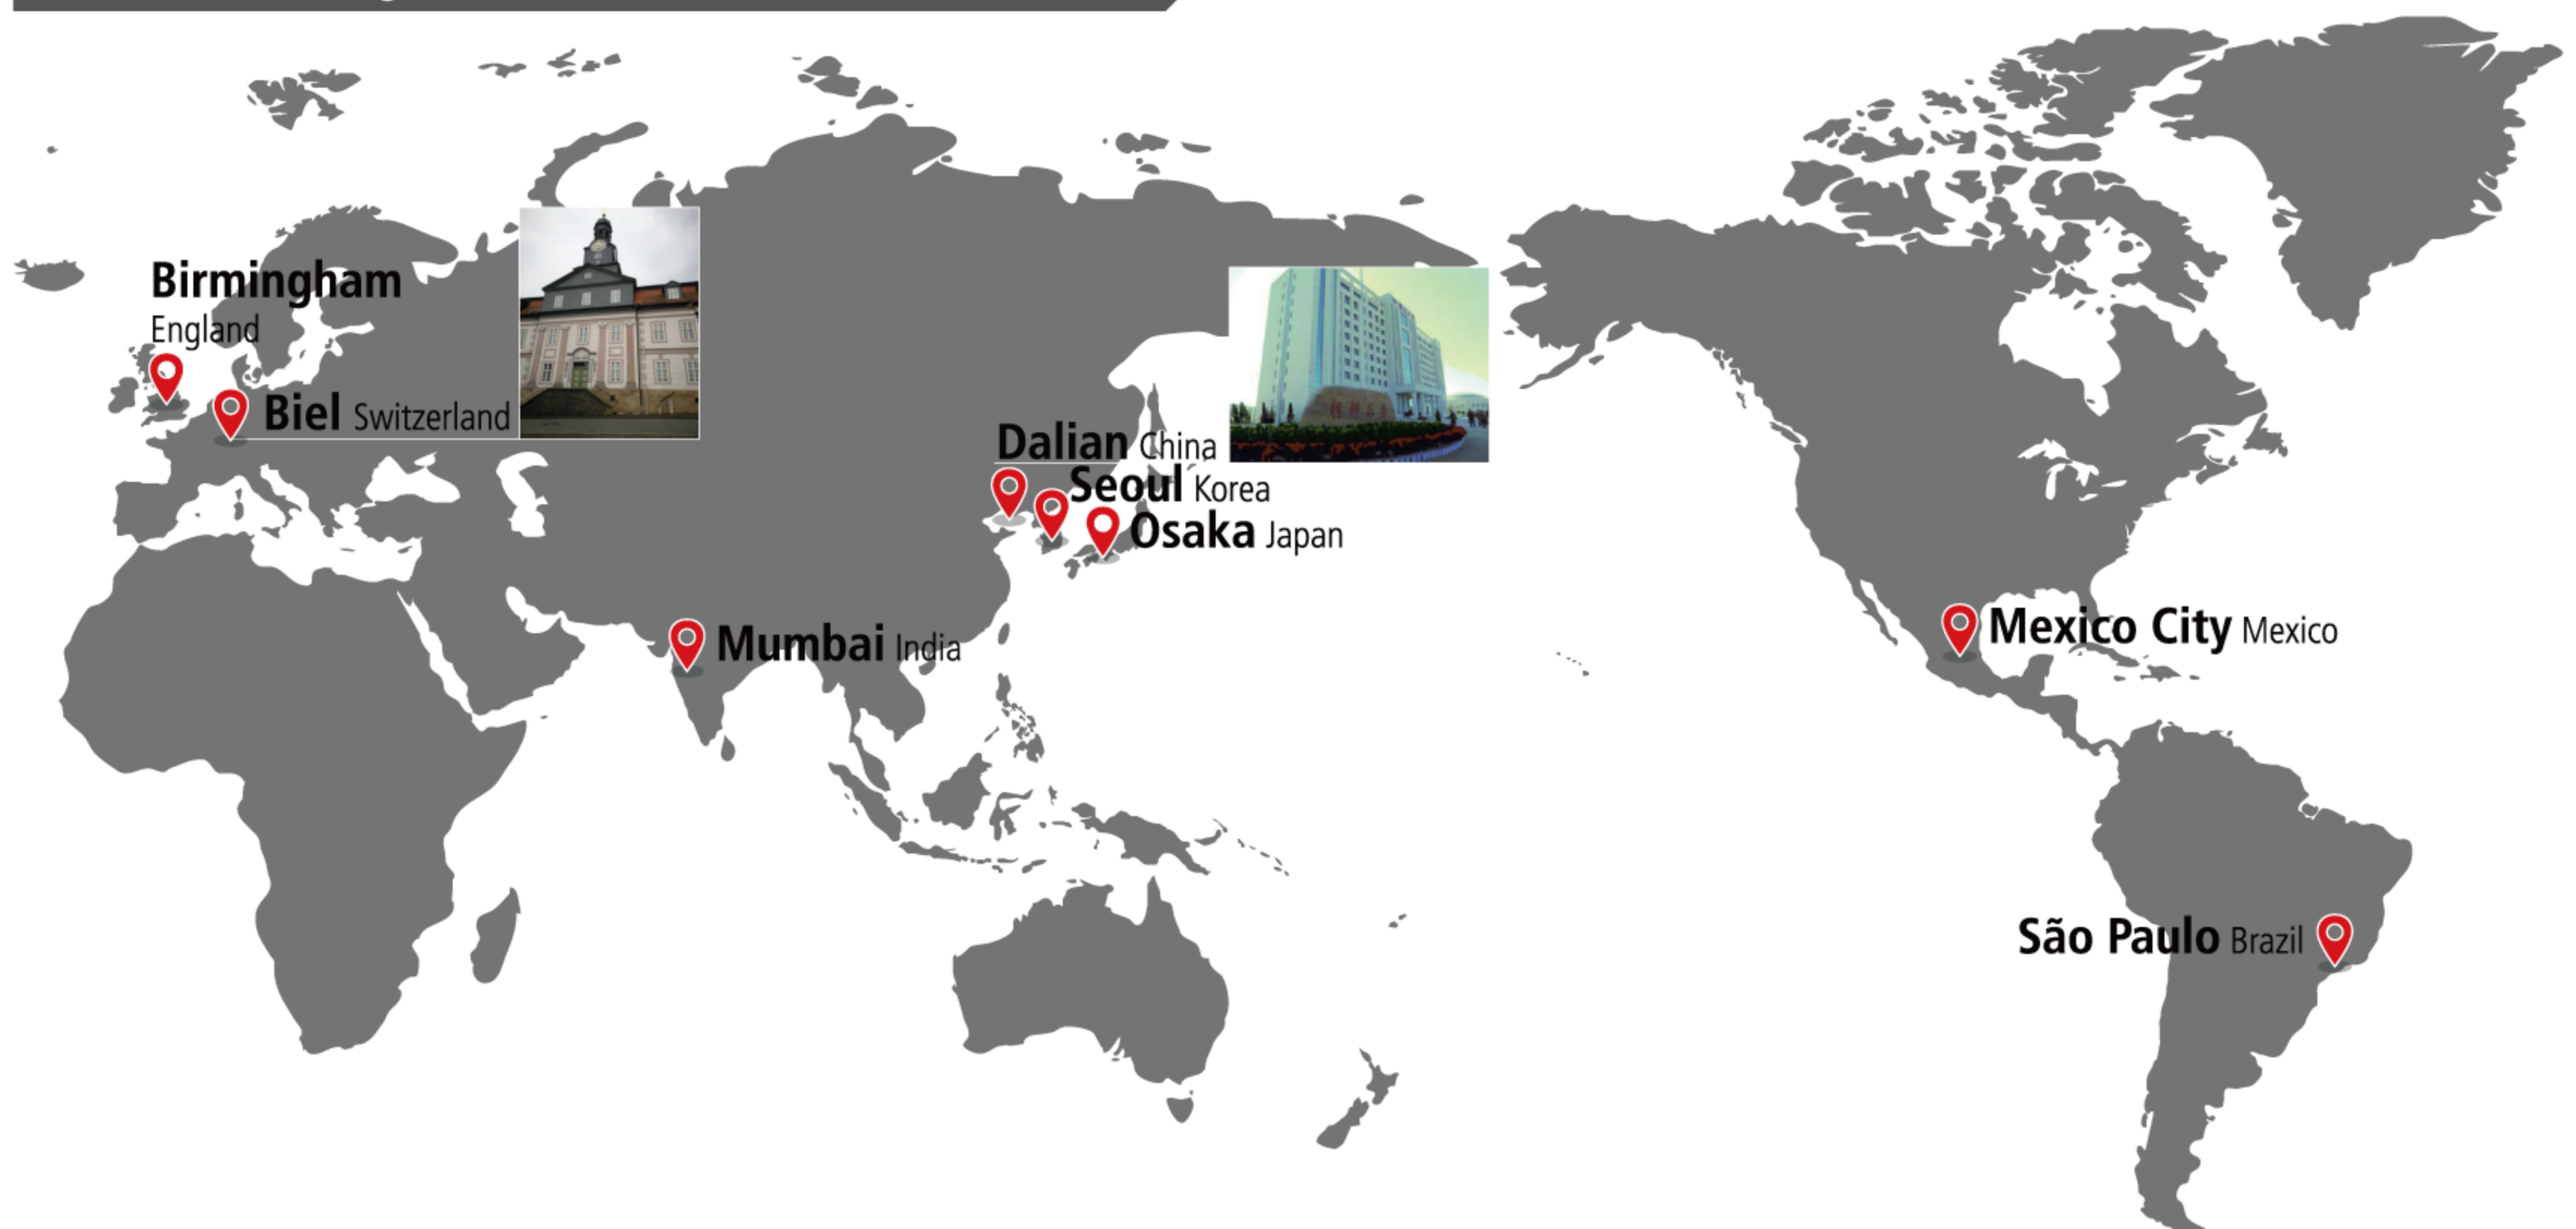 Birmingham
England
Biel Switzerland
Dalian China
Seoul Korea
Osaka Japan
Mumbai India
Mexico City Mexico
São Paulo Brazil